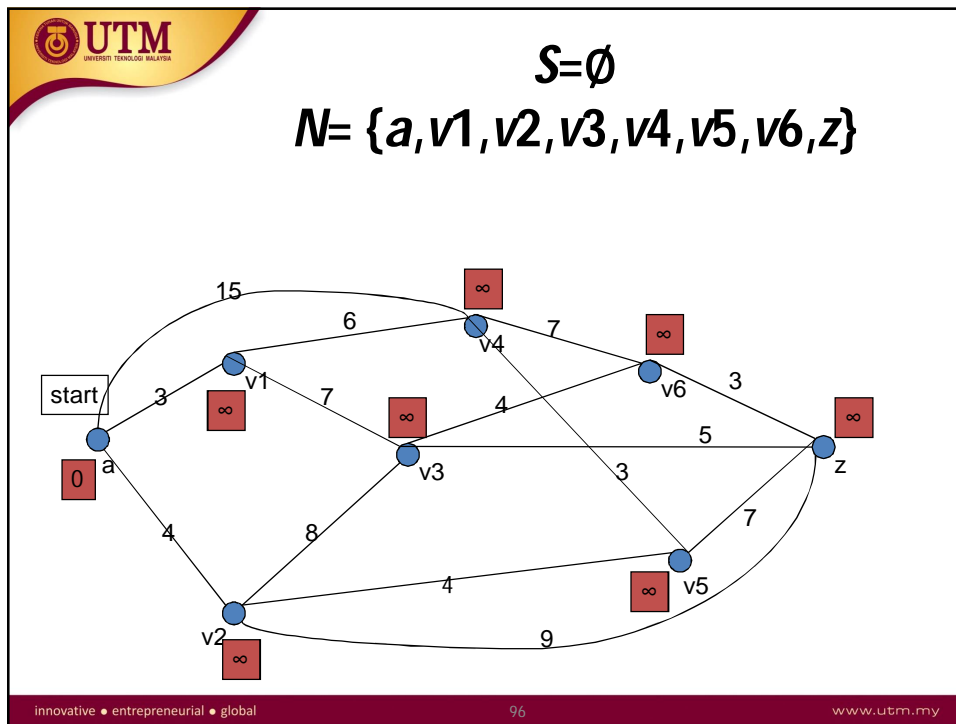 UTM
UNIVERSITI TEKNOLOGI MALAYSIA
S=∅
N= {a,v1,v2,v3,v4,v5,v6,z}
15
∞
6
7
v4
∞
start
3
v1
7
∞
∞
4
v6
3
∞
5
0
a
v3
3
z
4
8
7
4
∞
v5
v2
∞
9
innovative ● entrepreneurial ● global
96
www.utm.my